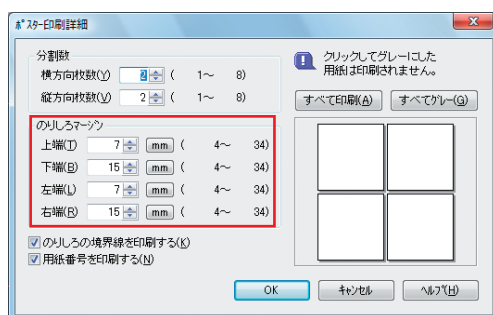 ﾎﾟｽﾀｰ印刷詳細
分割数
横方向枚数(Y) 2 ( 1～ 8)
縦方向枚数(V) 2 ( 1～ 8)
クリックしてグレーにした
用紙は印刷されません。
すべて印刷(A) すべてｸﾞﾚｰ(G)
のりしろマージン
上端(T) 7 mm ( 4～ 34)
下端(B) 15 mm ( 4～ 34)
左端(L) 7 mm ( 4～ 34)
右端(R) 15 mm ( 4～ 34)
のりしろの境界線を印刷する(K)
用紙番号を印刷する(N)
OK ｷｬﾝｾﾙ ﾍﾙﾌﾟ(H)